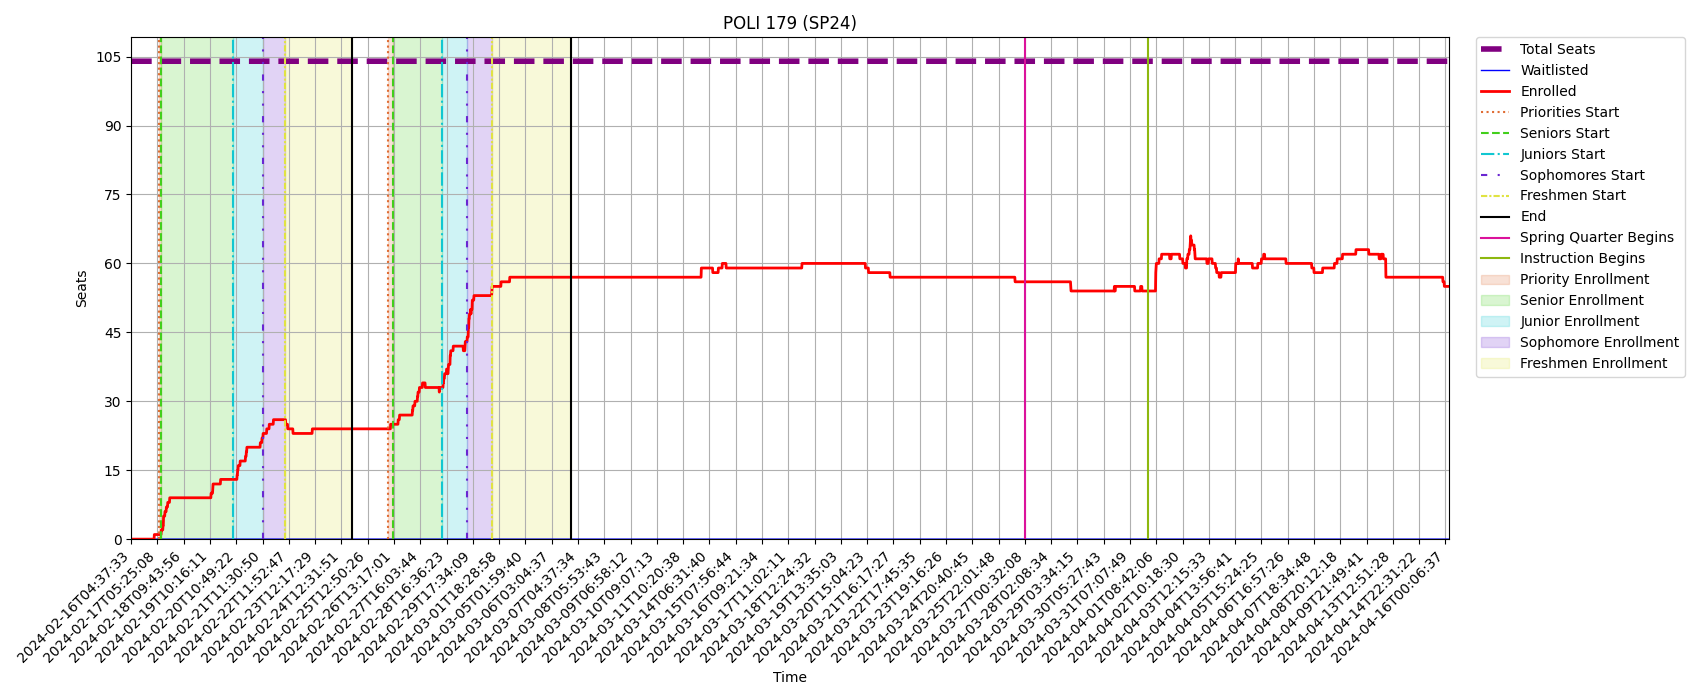 POLI 179 (SP24)
105
90
75
60
45
30
15
0
Seats
2024-02-16T04:37:33
2024-02-17T05:25:08
2024-02-18T09:43:56
2024-02-19T10:16:11
2024-02-20T10:49:22
2024-02-21T11:30:50
2024-02-22T11:52:47
2024-02-23T12:17:29
2024-02-24T12:31:51
2024-02-25T12:50:26
2024-02-26T13:17:01
2024-02-27T16:03:44
2024-02-28T16:36:23
2024-02-29T17:34:09
2024-03-01T18:28:58
2024-03-05T01:59:40
2024-03-06T03:04:37
2024-03-07T04:37:34
2024-03-08T05:53:43
2024-03-09T06:58:12
2024-03-10T09:07:13
2024-03-11T10:20:38
2024-03-14T06:31:40
2024-03-15T07:56:44
2024-03-16T09:21:34
2024-03-17T11:02:11
2024-03-18T12:24:32
2024-03-19T13:35:03
2024-03-20T15:04:23
2024-03-21T16:17:27
2024-03-22T17:45:35
2024-03-23T19:16:26
2024-03-24T20:40:45
2024-03-25T22:01:48
2024-03-27T00:32:08
2024-03-28T02:08:34
2024-03-29T03:34:15
2024-03-30T05:27:43
2024-03-31T07:07:49
2024-04-01T08:42:06
2024-04-02T10:18:30
2024-04-03T12:15:33
2024-04-04T13:56:41
2024-04-05T15:24:25
2024-04-06T16:57:26
2024-04-07T18:34:48
2024-04-08T20:12:18
2024-04-09T21:49:41
2024-04-13T12:51:28
2024-04-14T22:31:22
2024-04-16T00:06:37
Time
Total Seats
Waitlisted
Enrolled
Priorities Start
Seniors Start
Juniors Start
Sophomores Start
Freshmen Start
End
Spring Quarter Begins
Instruction Begins
Priority Enrollment
Senior Enrollment
Junior Enrollment
Sophomore Enrollment
Freshmen Enrollment